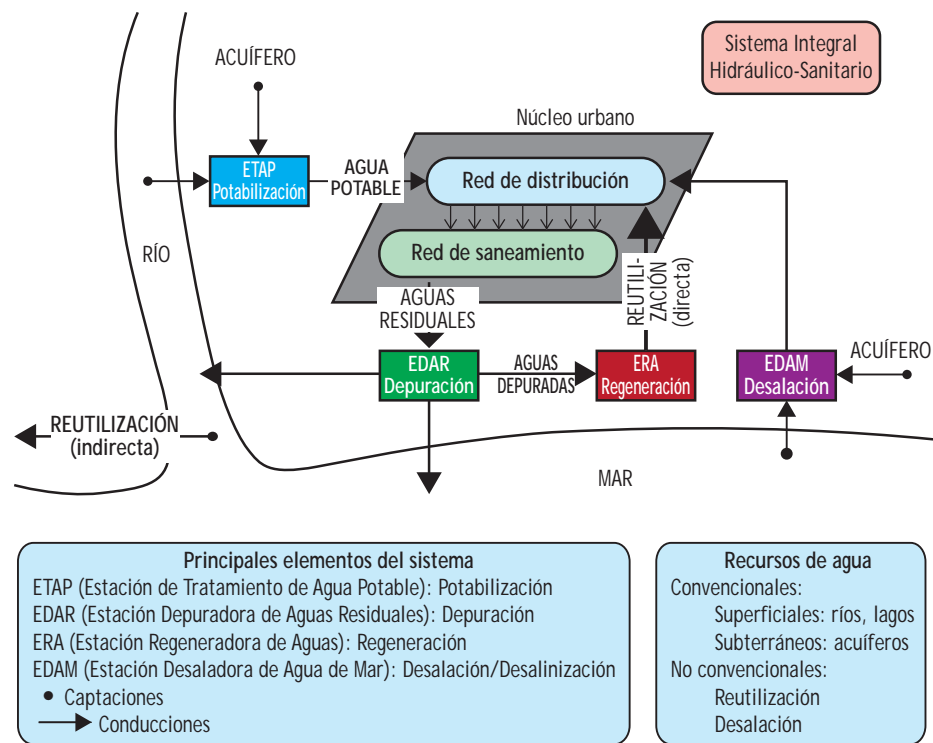 Sistema Integral
Hidráulico-Sanitario
ACUÍFERO
Núcleo urbano
ETAP
Potabilización
AGUA
POTABLE
Red de distribución
Red de saneamiento
RÍO
AGUAS
RESIDUALES
REUTILI-
ZACIÓN
(directa)
EDAR
Depuración
AGUAS
DEPURADAS
ERA
Regeneración
EDAM
Desalación
ACUÍFERO
REUTILIZACIÓN
(indirecta)
MAR
Principales elementos del sistema
ETAP (Estación de Tratamiento de Agua Potable): Potabilización
EDAR (Estación Depuradora de Aguas Residuales): Depuración
ERA (Estación Regeneradora de Aguas): Regeneración
EDAM (Estación Desaladora de Agua de Mar): Desalación/Desalinización
Captaciones
Conducciones
Recursos de agua
Convencionales:
Superficiales: ríos, lagos
Subterráneos: acuíferos
No convencionales:
Reutilización
Desalación